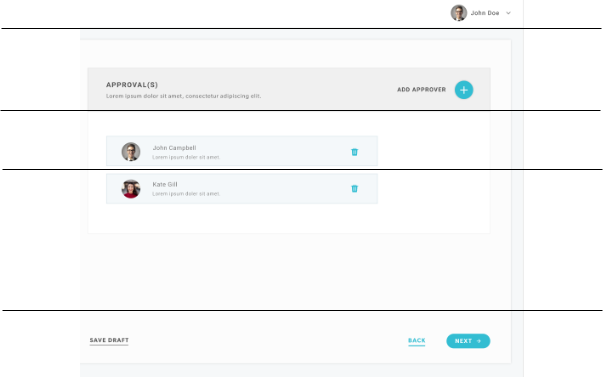 John Doe
APPROVAL(S)
Lorem ipsum dolor sit amet, consectetur adipiscing elit.
ADD APPROVER
John Campbell
Lorem ipsum dolor sit amet.
Kate Gill
Lorem ipsum dolor sit amet.
SAVE DRAFT
BACK
NEXT